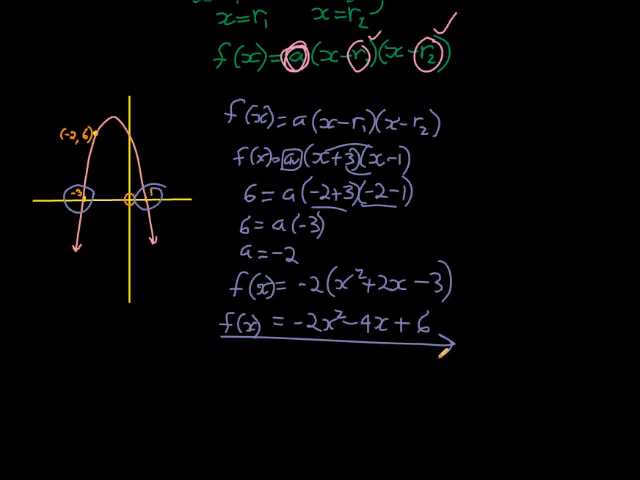 x=r₁ x=r₂
f(x)=a(x-r₁)(x-r₂)
(-2,6)
-3
0
1
f(x)=a(x-r₁)(x-r₂)
f(x)=a(x+3)(x-1)
6=a(-2+3)(-2-1)
6=a(-3)
a=-2
f(x)=-2(x²+2x-3)
f(x)=-2x²-4x+6